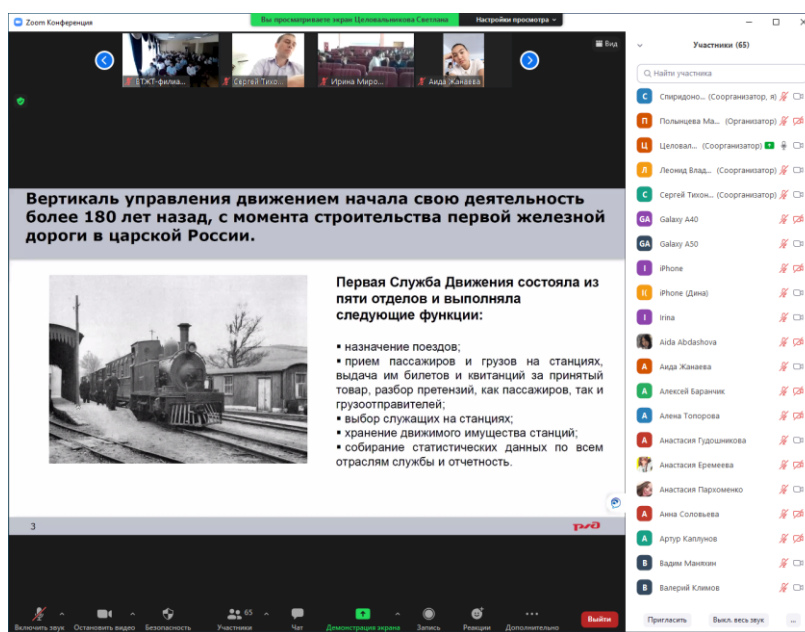 Zoom Конференция
Вы просматриваете экран Целовальникова Светлана
Настройки просмотра
Вид
ВТЖТ-филиа...
Сергей Тихо...
Ирина Миро...
Аида Жанаева
Вертикаль управления движением начала свою деятельность
более 180 лет назад, с момента строительства первой железной
дороги в царской России.
Первая Служба Движения состояла из
пяти отделов и выполняла
следующие функции:
▪ назначение поездов;
▪ прием пассажиров и грузов на станциях,
выдача им билетов и квитанций за принятый
товар, разбор претензий, как пассажиров, так и
грузоотправителей;
▪ выбор служащих на станциях;
▪ хранение движимого имущества станций;
▪ собирание статистических данных по всем
отраслям службы и отчетность.
3
ржд
Включить звук
Остановить видео
Безопасность
65
Участники
Чат
Демонстрация экрана
Запись
Реакции
Дополнительно
Выйти
Участники (65)
Найти участника
С Спиридоно... (Соорганизатор, я)
П Полынцева Ма... (Организатор)
Ц Целовал... (Соорганизатор)
Л Леонид Влад... (Соорганизатор)
С Сергей Тихон... (Соорганизатор)
GA Galaxy A40
GA Galaxy A50
I iPhone
К iPhone (Дина)
I Irina
Aida Abdashova
А Аида Жанаева
А Алексей Баранчик
А Алена Топорова
А Анастасия Гудошникова
Анастасия Еремеева
Анастасия Пархоменко
А Анна Соловьева
А Артур Каплунов
В Вадим Манякин
В Валерий Климов
Пригласить
Выкл. весь звук
...